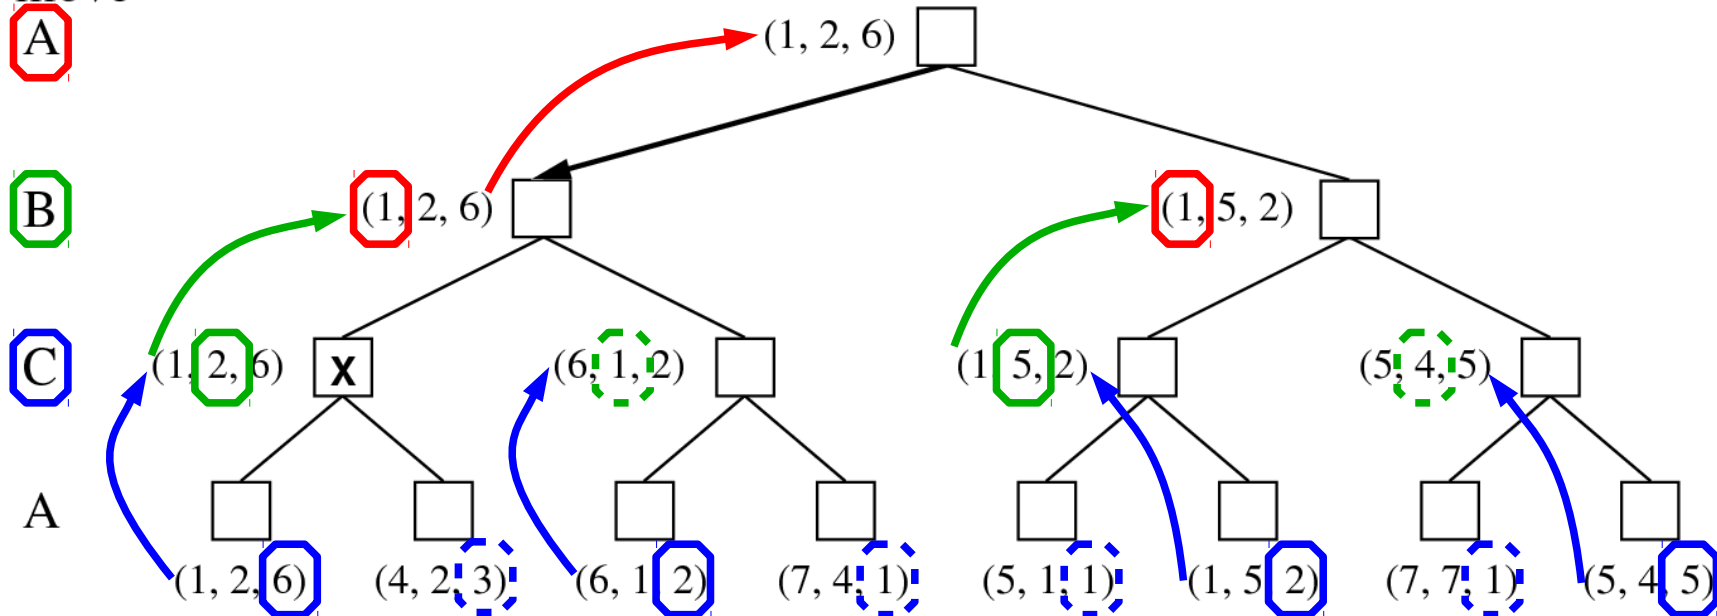 A (1, 2, 6)
B (1, 2, 6) (1, 5, 2)
C (1, 2, 6) X (6, 1, 2) (1, 5, 2) (5, 4, 5)
A
(1, 2, 6) (4, 2, 3) (6, 1, 2) (7, 4, 1) (5, 1, 1) (1, 5, 2) (7, 7, 1) (5, 4, 5)